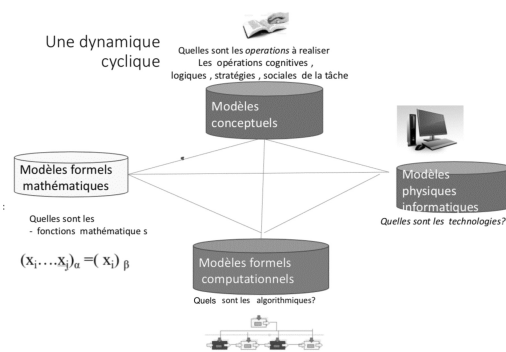 Une dynamique
cyclique
Quelles sont les operations à realiser
Les opérations cognitives ,
logiques , stratégies , sociales de la tâche
Modèles
conceptuels
Modèles formels
mathématiques
Modèles
physiques
informatiques
Quelles sont les technologies?
:
Quelles sont les
- fonctions mathématique s
(xᵢ….xⱼ)α =( xᵢ) β
Modèles formels
computationnels
Quels sont les algorithmiques?